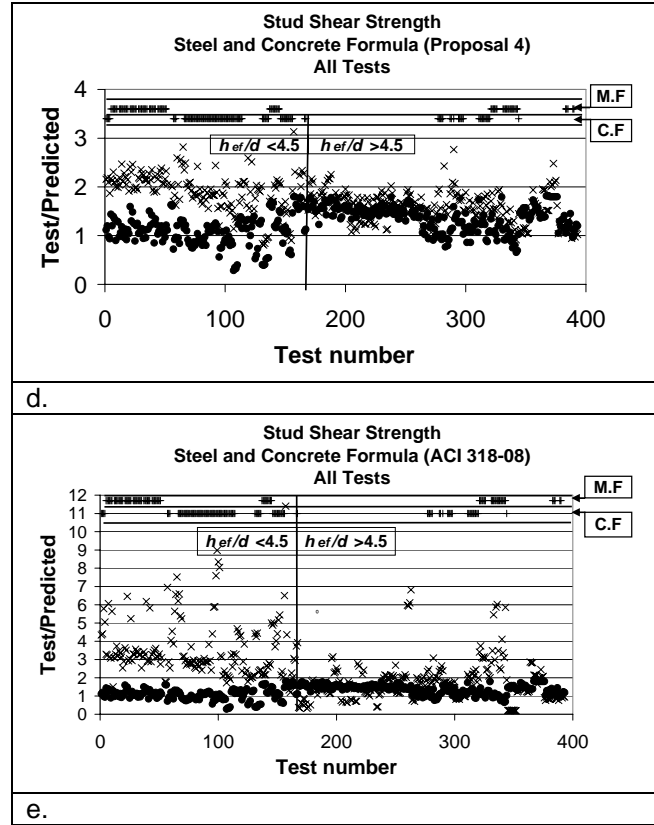 Stud Shear Strength
Steel and Concrete Formula (Proposal 4)
All Tests
Test/Predicted
4
3
2
1
0
M.F
C.F
hef/d <4.5
hef/d >4.5
0
100
200
300
400
Test number
d.
Stud Shear Strength
Steel and Concrete Formula (ACI 318-08)
All Tests
Test/Predicted
12
11
10
9
8
7
6
5
4
3
2
1
0
M.F
C.F
hef/d <4.5
hef/d >4.5
0
100
200
300
400
Test number
e.